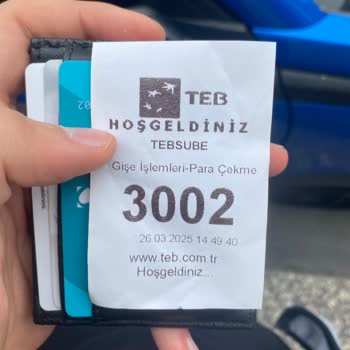 TEB
HOŞGELDİNİZ
TEBSUBE
Gişe İşlemleri-Para Çekme
3002
26 03 2025 14 49 40
www.teb.com.tr
Hoşgeldiniz...